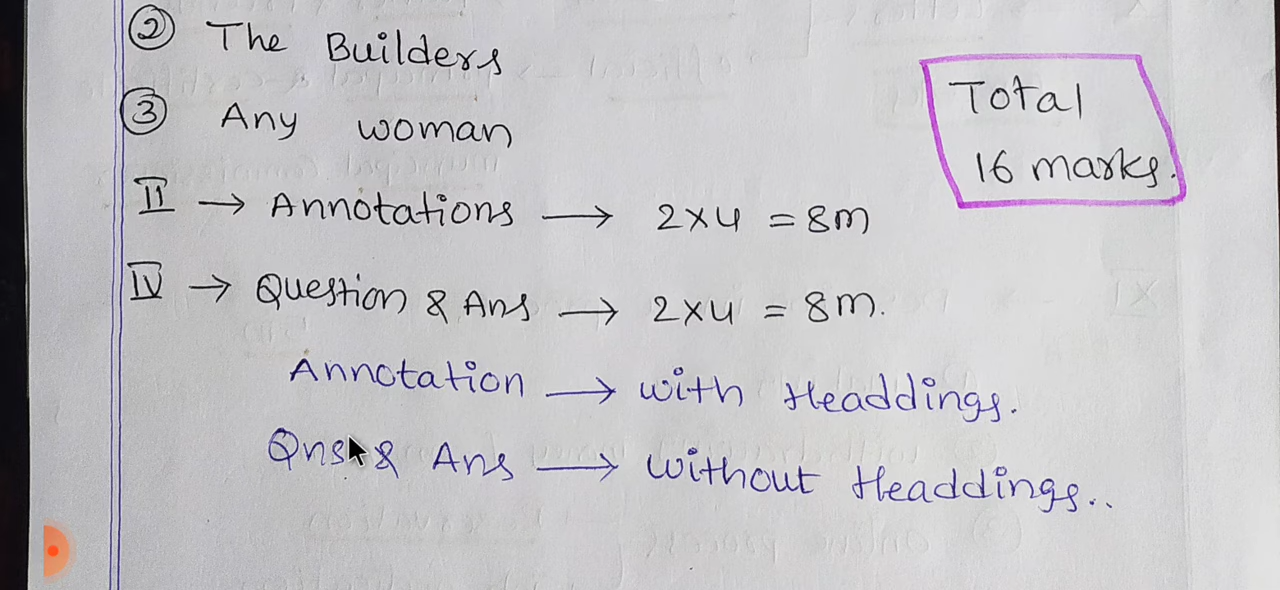 ② The Builders
③ Any woman
Total
16 marks.
II → Annotations → 2×4 = 8m
IV → Question & Ans → 2×4 = 8m.
Annotation → with Headdings.
Qns & Ans → without Headdings..